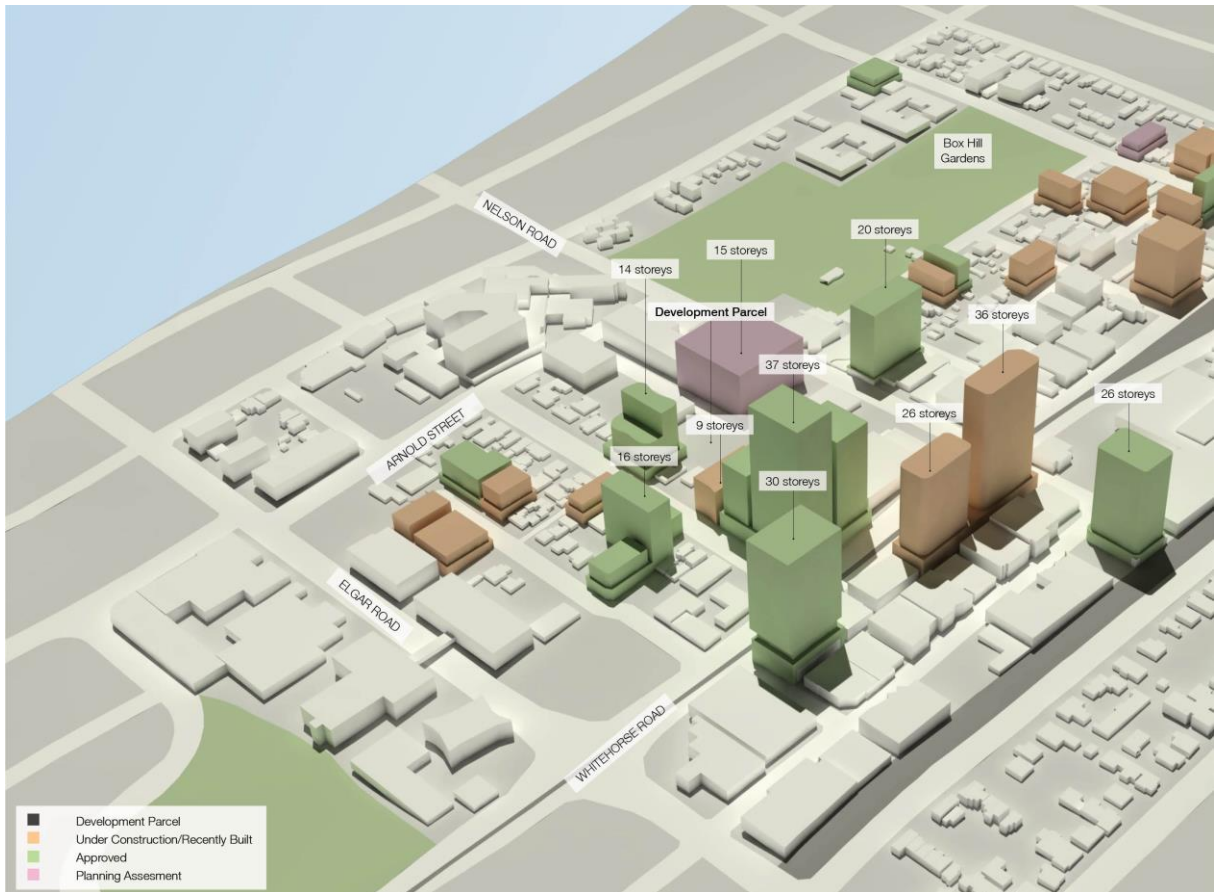 Box Hill
Gardens
NELSON ROAD
20 storeys
15 storeys
14 storeys
Development Parcel
36 storeys
37 storeys
26 storeys
26 storeys
9 storeys
ARNOLD STREET
16 storeys
30 storeys
ELGAR ROAD
WHITEHORSE ROAD
Development Parcel
Under Construction/Recently Built
Approved
Planning Assesment